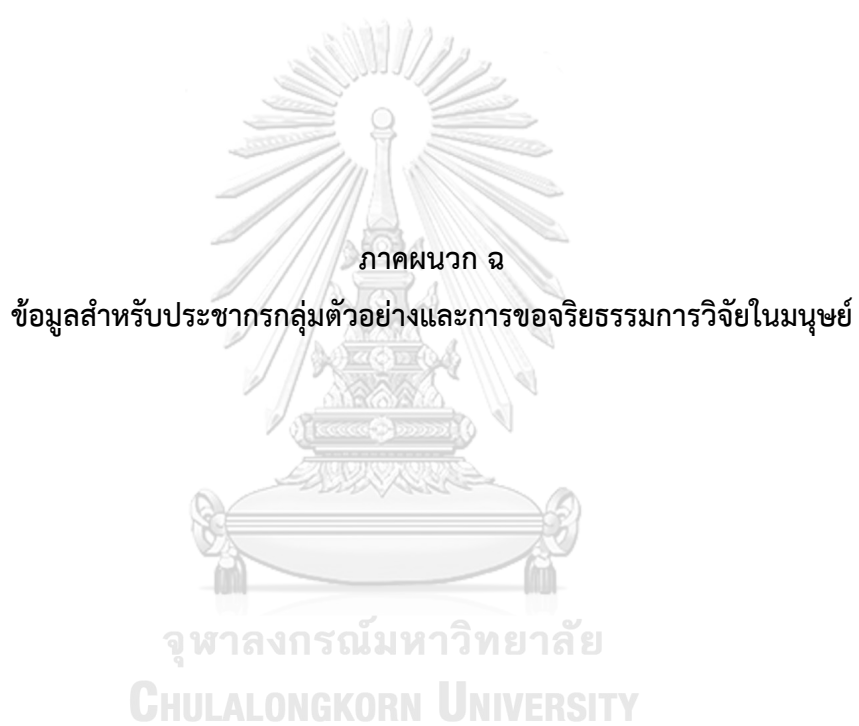 ภาคผนวก ฉ
ข้อมูลสำหรับประชากรกลุ่มตัวอย่างและการขอจริยธรรมการวิจัยในมนุษย์
จุฬาลงกรณ์มหาวิทยาลัย
CHULALONGKORN UNIVERSITY